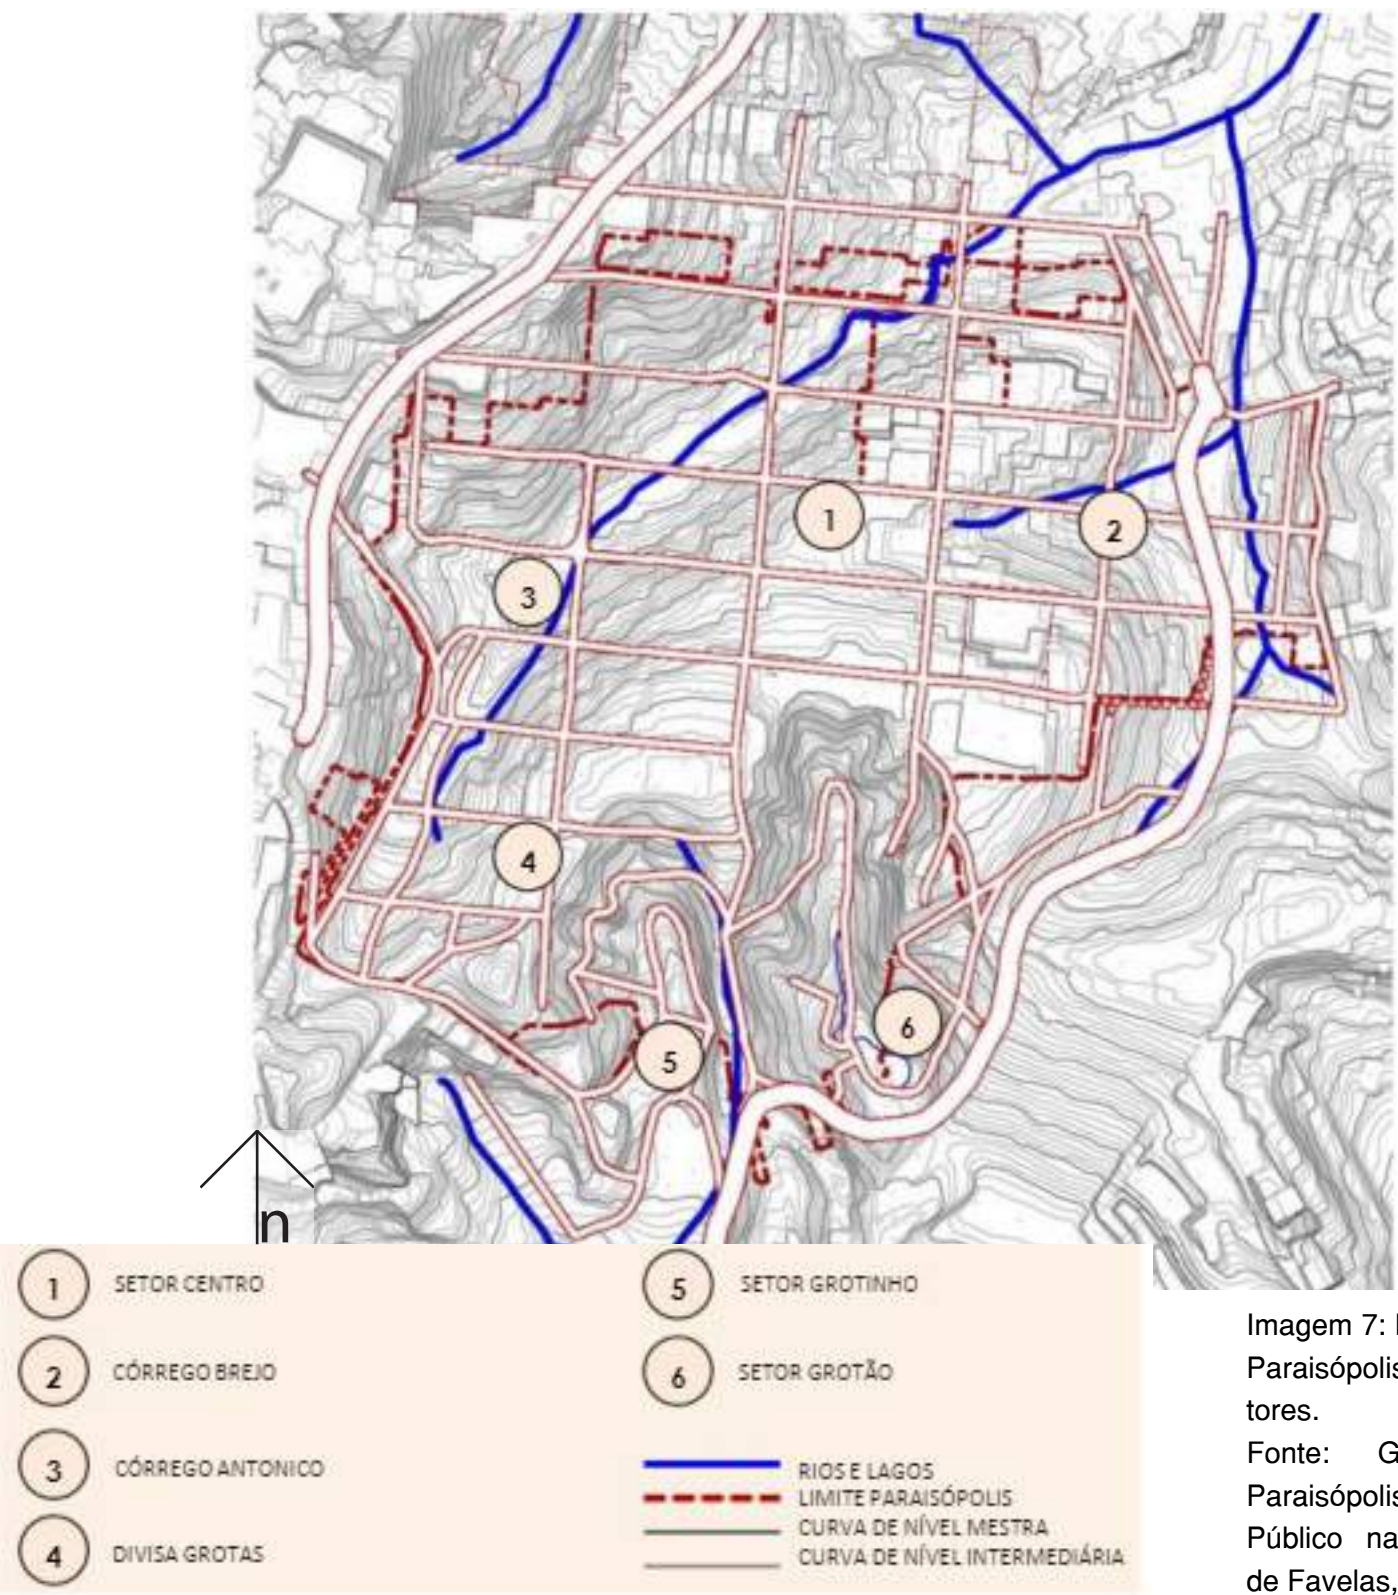 1
2
3
4
5
6
n
1 SETOR CENTRO
2 CÓRREGO BREJO
3 CÓRREGO ANTONICO
4 DIVISA GROTAS
5 SETOR GROTINHO
6 SETOR GROTÃO
RIOS E LAGOS
LIMITE PARAISÓPOLIS
CURVA DE NÍVEL MESTRA
CURVA DE NÍVEL INTERMEDIÁRIA
Imagem 7:
Paraisópolis
tores.
Fonte: G
Paraisópolis
Público na
de Favelas,